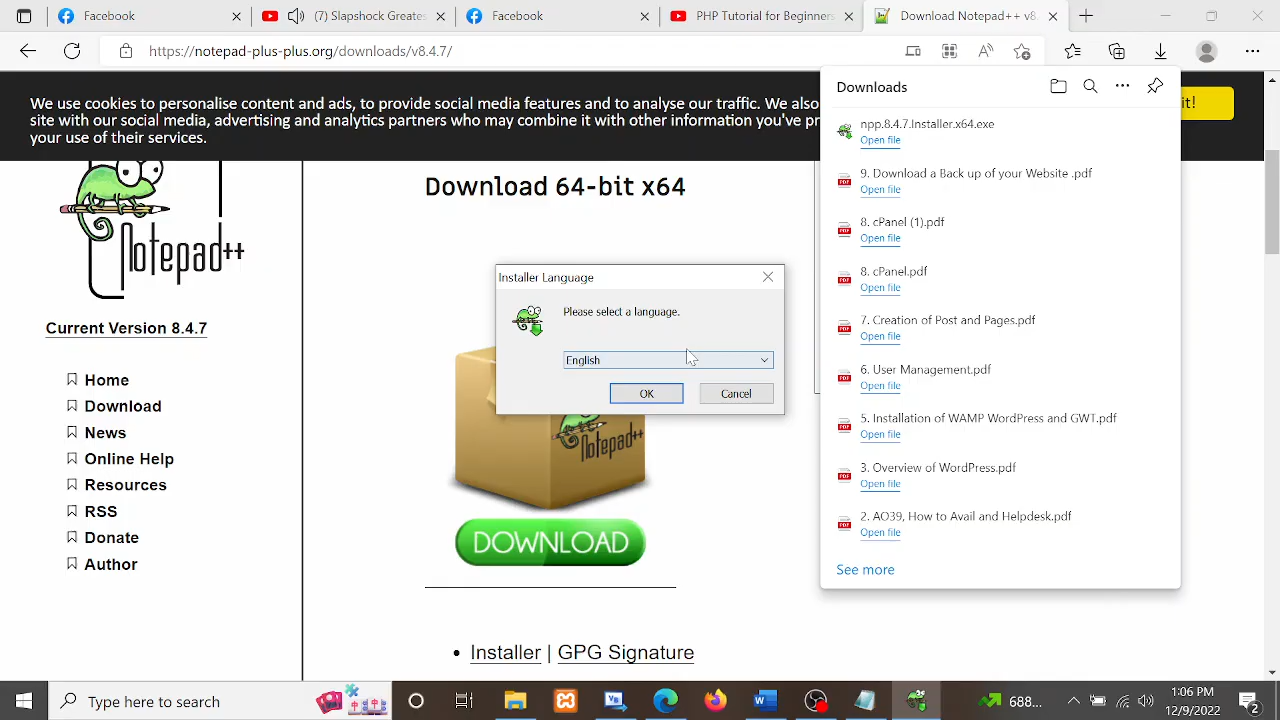 Facebook
(7) Slapshock Greates
Facebook
PHP Tutorial for Beginners
Download Notepad++ v8
https://notepad-plus-plus.org/downloads/v8.4.7/
We use cookies to personalise content and ads, to provide social media features and to analyse our traffic. We also
site with our social media, advertising and analytics partners who may combine it with other information you've pr
your use of their services.
it!
Downloads
npp.8.4.7.Installer.x64.exe
Open file
9. Download a Back up of your Website .pdf
Open file
8. cPanel (1).pdf
Open file
8. cPanel.pdf
Open file
7. Creation of Post and Pages.pdf
Open file
6. User Management.pdf
Open file
5. Installation of WAMP WordPress and GWT.pdf
Open file
3. Overview of WordPress.pdf
Open file
2. AO39, How to Avail and Helpdesk.pdf
Open file
See more
Notepad++
Current Version 8.4.7
Home
Download
News
Online Help
Resources
RSS
Donate
Author
Download 64-bit x64
Installer Language
Please select a language.
English
OK
Cancel
Notepad++
DOWNLOAD
• Installer | GPG Signature
Type here to search
688...
1:06 PM
12/9/2022
2